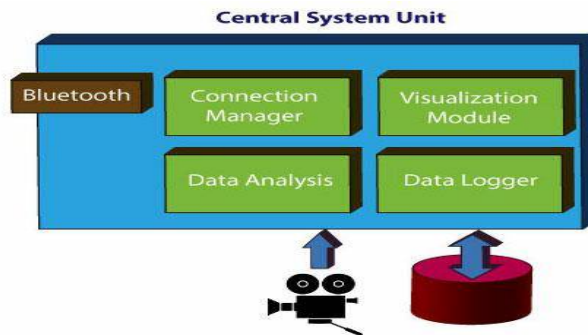 Central System Unit
Bluetooth
Connection
Manager
Visualization
Module
Data Analysis
Data Logger